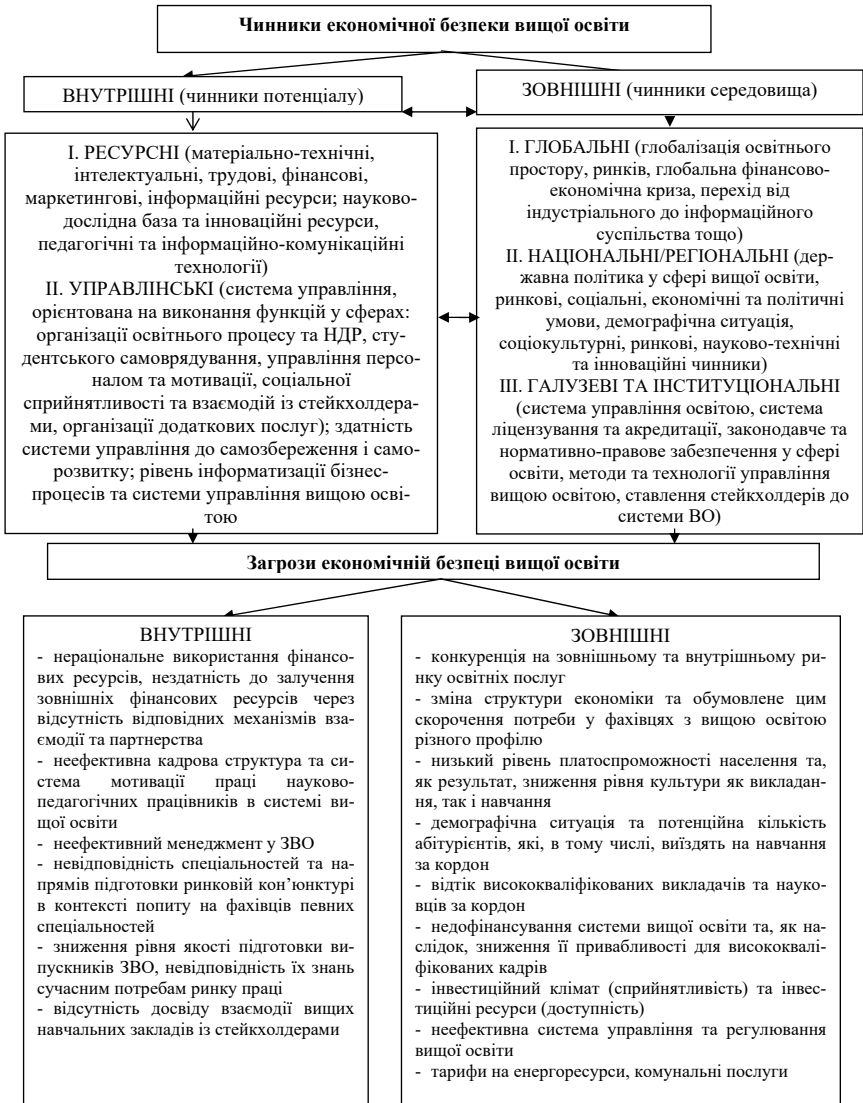 Чинники економічної безпеки вищої освіти
ВНУТРІШНІ (чинники потенціалу)
ЗОВНІШНІ (чинники середовища)
І. РЕСУРСНІ (матеріально-технічні,
інтелектуальні, трудові, фінансові,
маркетингові, інформаційні ресурси; науково-
дослідна база та інноваційні ресурси,
педагогічні та інформаційно-комунікаційні
технології)
ІІ. УПРАВЛІНСЬКІ (система управління,
орієнтована на виконання функцій у сферах:
організації освітнього процесу та НДР, сту-
дентського самоврядування, управління персо-
налом та мотивації, соціальної
сприйнятливості та взаємодій із стейкхолдера-
ми, організації додаткових послуг); здатність
системи управління до самозбереження і само-
розвитку; рівень інформатизації бізнес-
процесів та системи управління вищою осві-
тою
І. ГЛОБАЛЬНІ (глобалізація освітнього
простору, ринків, глобальна фінансово-
економічна криза, перехід від
індустріального до інформаційного
суспільства тощо)
ІІ. НАЦІОНАЛЬНІ/РЕГІОНАЛЬНІ (дер-
жавна політика у сфері вищої освіти,
ринкові, соціальні, економічні та політичні
умови, демографічна ситуація,
соціокультурні, ринкові, науково-технічні
та інноваційні чинники)
ІІІ. ГАЛУЗЕВІ ТА ІНСТИТУЦІОНАЛЬНІ
(система управління освітою, система
ліцензування та акредитації, законодавче та
нормативно-правове забезпечення у сфері
освіти, методи та технології управління
вищою освітою, ставлення стейкхолдерів до
системи ВО)
Загрози економічній безпеці вищої освіти
ВНУТРІШНІ
- нераціональне використання фінансо-
вих ресурсів, нездатність до залучення
зовнішніх фінансових ресурсів через
відсутність відповідних механізмів вза-
ємодії та партнерства
- неефективна кадрова структура та си-
стема мотивації праці науково-
педагогічних працівників в системі ви-
щої освіти
- неефективний менеджмент у ЗВО
- невідповідність спеціальностей та на-
прямів підготовки ринковій кон’юнктурі
в контексті попиту на фахівців певних
спеціальностей
- зниження рівня якості підготовки ви-
пускників ЗВО, невідповідність їх знань
сучасним потребам ринку праці
- відсутність досвіду взаємодії вищих
навчальних закладів із стейкхолдерами
ЗОВНІШНІ
- конкуренція на зовнішньому та внутрішньому ри-
нку освітніх послуг
- зміна структури економіки та обумовлене цим
скорочення потреби у фахівцях з вищою освітою
різного профілю
- низький рівень платоспроможності населення та,
як результат, зниження рівня культури як викладан-
ня, так і навчання
- демографічна ситуація та потенційна кількість
абітурієнтів, які, в тому числі, виїздять на навчання
за кордон
- відтік висококваліфікованих викладачів та науко-
вців за кордон
- недофінансування системи вищої освіти та, як на-
слідок, зниження її привабливості для висококвалі-
фікованих кадрів
- інвестиційний клімат (сприйнятливість) та інвес-
тиційні ресурси (доступність)
- неефективна система управління та регулювання
вищої освіти
- тарифи на енергоресурси, комунальні послуги